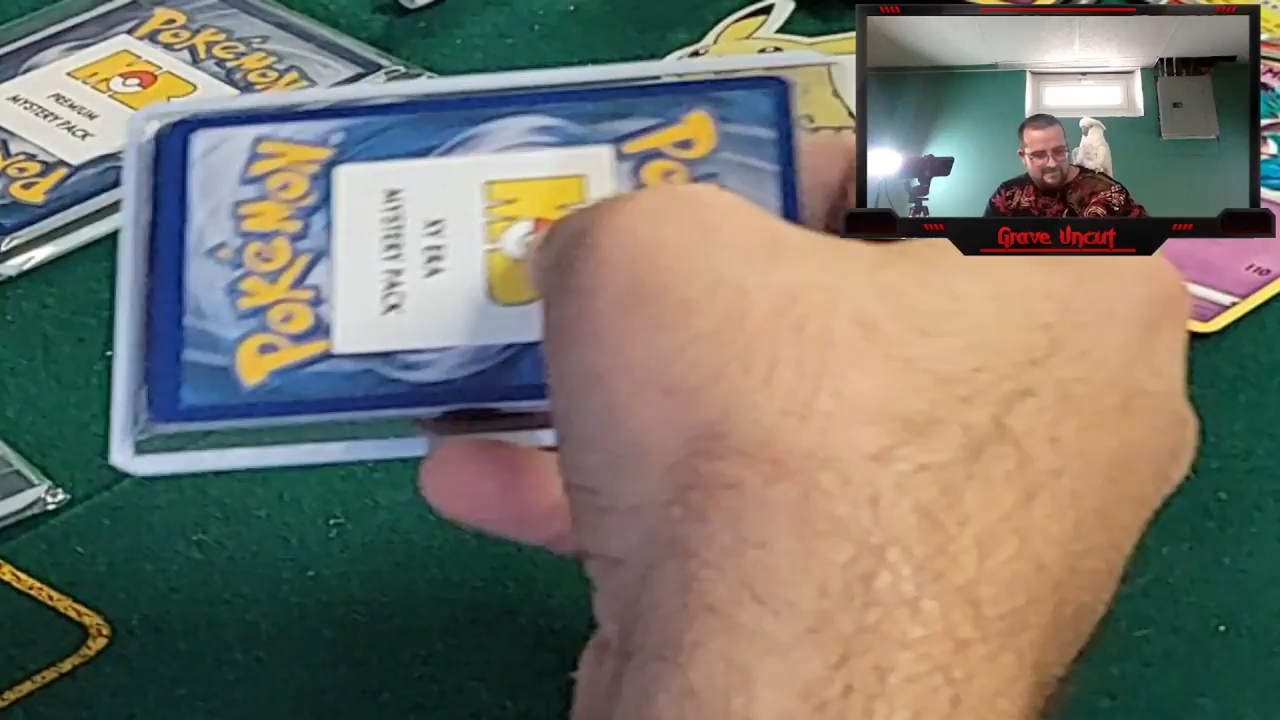 POKéMON
PREMIUM
MYSTERY PACK
POKéMON
XY ERA
MYSTERY PACK
Grave Uncut
110